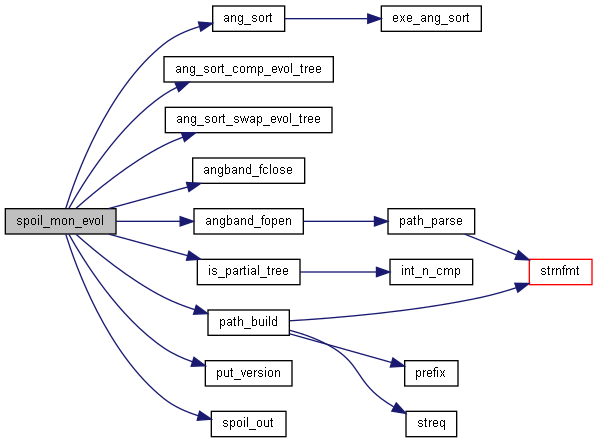 ang_sort
exe_ang_sort
ang_sort_comp_evol_tree
ang_sort_swap_evol_tree
angband_fclose
spoil_mon_evol
angband_fopen
path_parse
is_partial_tree
int_n_cmp
strnfmt
path_build
put_version
prefix
spoil_out
streq